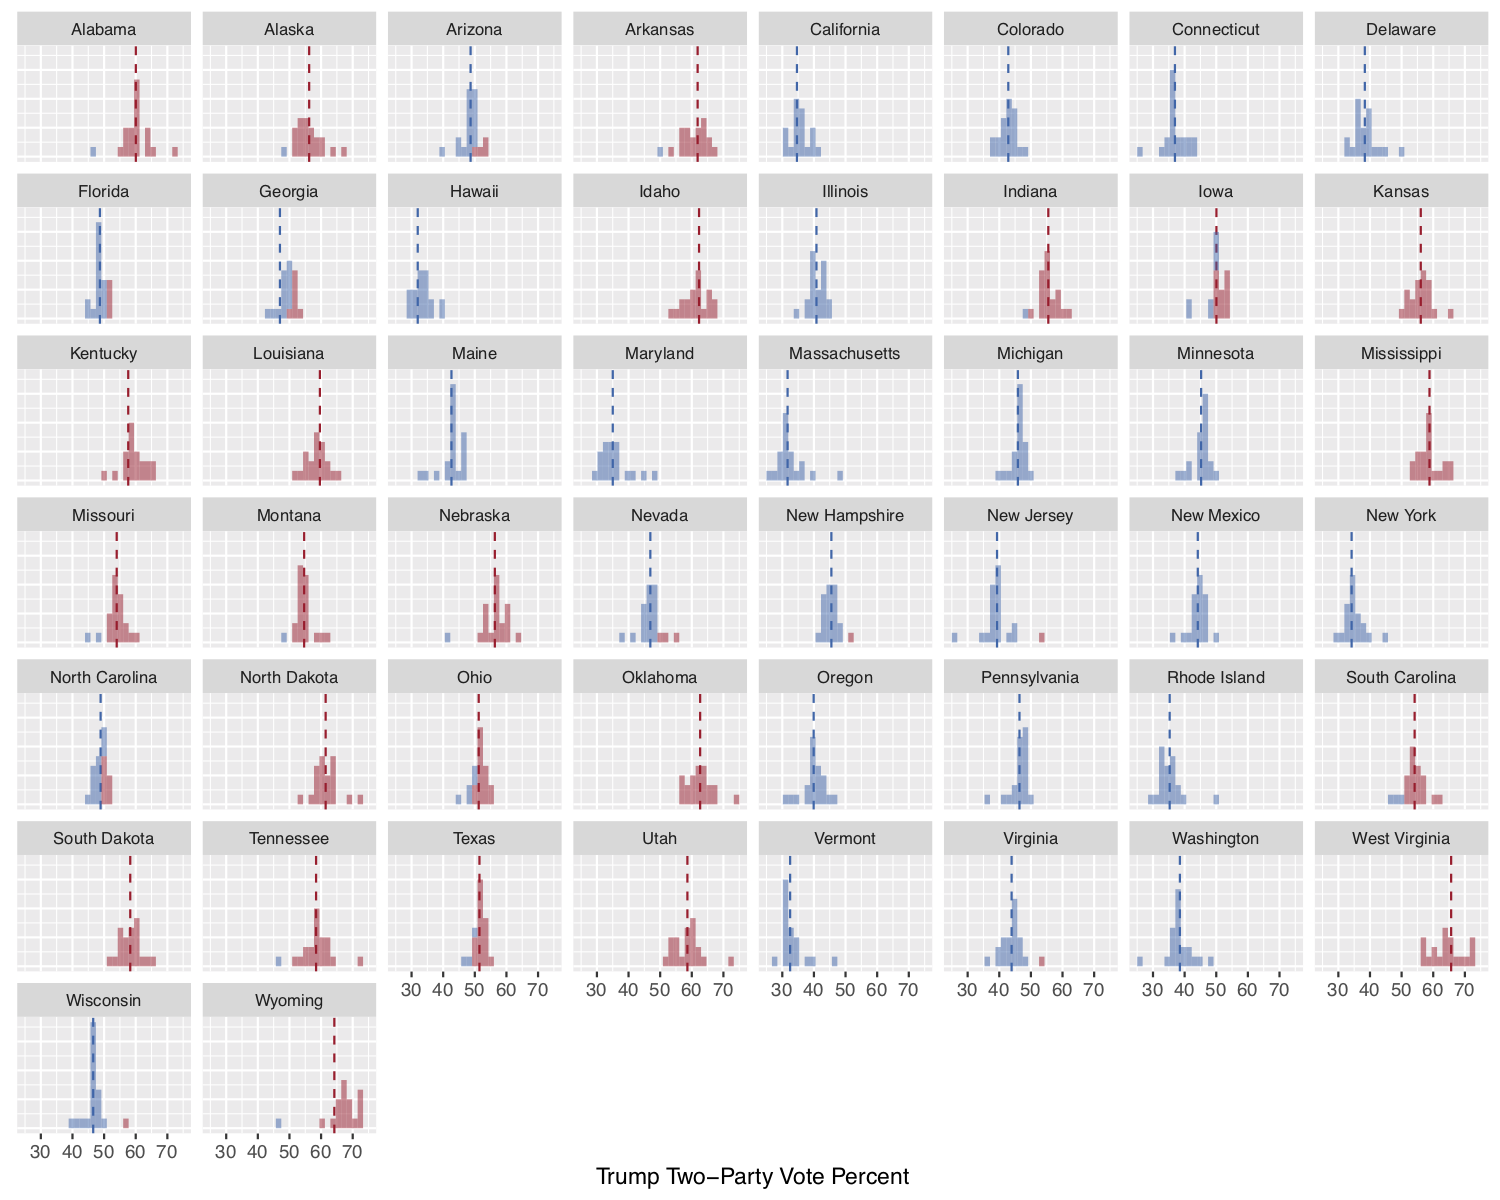 Alabama Alaska Arizona Arkansas California Colorado Connecticut Delaware
Florida Georgia Hawaii Idaho Illinois Indiana Iowa Kansas
Kentucky Louisiana Maine Maryland Massachusetts Michigan Minnesota Mississippi
Missouri Montana Nebraska Nevada New Hampshire New Jersey New Mexico New York
North Carolina North Dakota Ohio Oklahoma Oregon Pennsylvania Rhode Island South Carolina
South Dakota Tennessee Texas Utah Vermont Virginia Washington West Virginia
30 40 50 60 70 30 40 50 60 70 30 40 50 60 70 30 40 50 60 70 30 40 50 60 70 30 40 50 60 70
Wisconsin Wyoming
30 40 50 60 70 30 40 50 60 70
Trump Two−Party Vote Percent